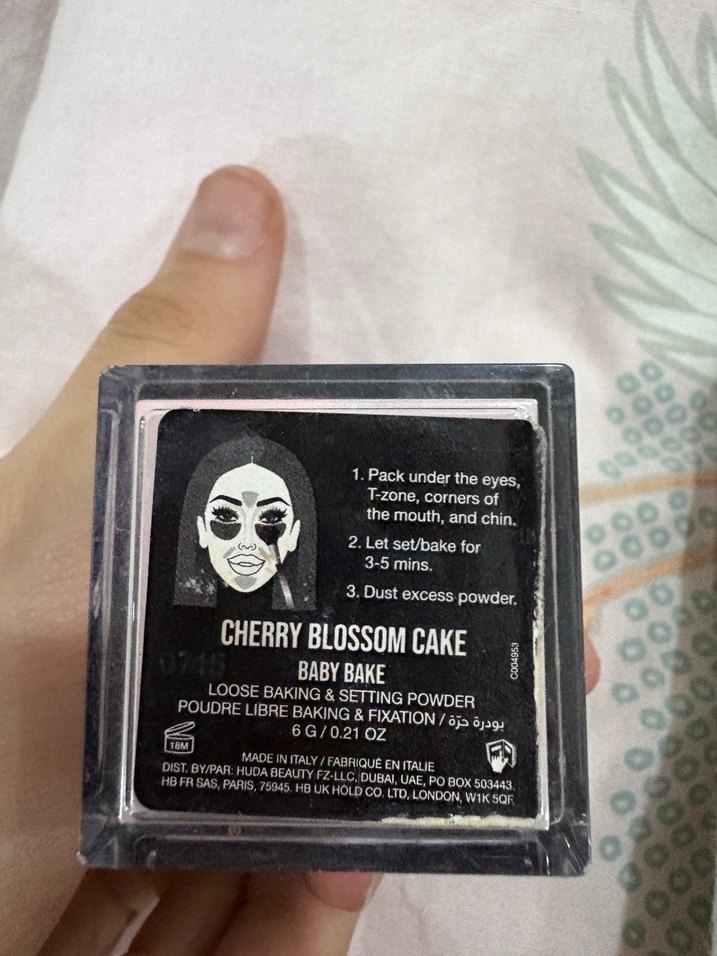 1. Pack under the eyes,
T-zone, corners of
the mouth, and chin.
2. Let set/bake for
3-5 mins.
3. Dust excess powder.
CHERRY BLOSSOM CAKE
BABY BAKE
LOOSE BAKING & SETTING POWDER
POUDRE LIBRE BAKING & FIXATION / بودرة حرّة
6 G / 0.21 OZ
C004953
18M
MADE IN ITALY / FABRIQUÉ EN ITALIE
DIST. BY/PAR: HUDA BEAUTY FZ-LLC, DUBAI, UAE, PO BOX 503443.
HB FR SAS, PARIS, 75945. HB UK HOLD CO. LTD, LONDON, W1K 5QF.